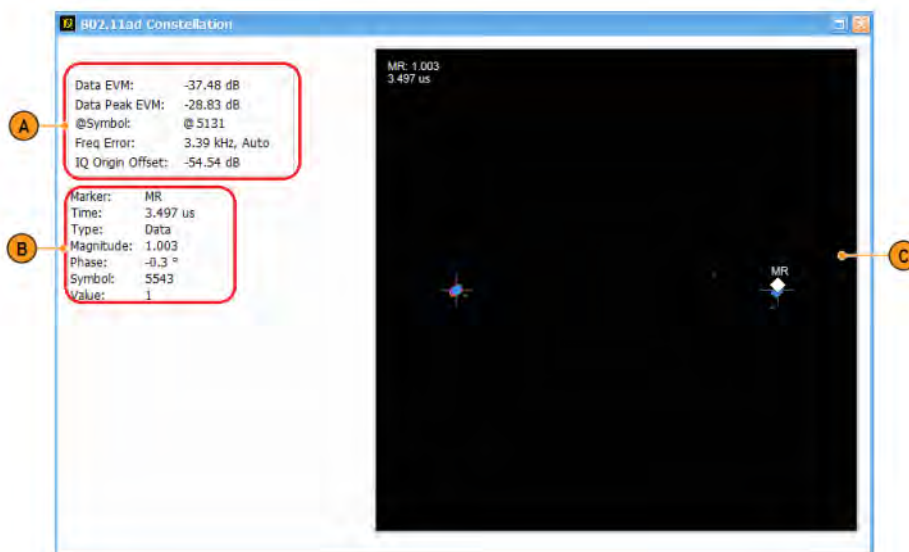 802.11ad Constellation
Data EVM: -37.48 dB
Data Peak EVM: -28.83 dB
@Symbol: @ 5131
Freq Error: 3.39 kHz, Auto
IQ Origin Offset: -54.54 dB
A
Marker: MR
Time: 3.497 us
Type: Data
Magnitude: 1.003
Phase: -0.3 °
Symbol: 5543
Value: 1
B
MR: 1.003
3.497 us
MR
C